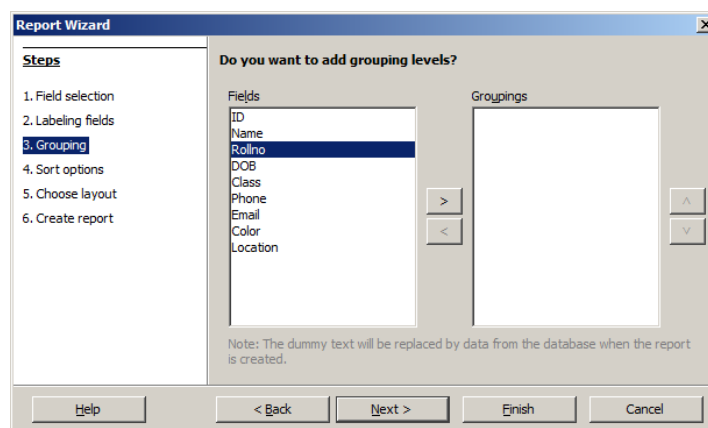 Report Wizard
X
Steps
1. Field selection
2. Labeling fields
3. Grouping
4. Sort options
5. Choose layout
6. Create report
Do you want to add grouping levels?
Fields
ID
Name
Rollno
DOB
Class
Phone
Email
Color
Location
>
<
Groupings
^
v
Note: The dummy text will be replaced by data from the database when the report
is created.
Help
< Back
Next >
Finish
Cancel